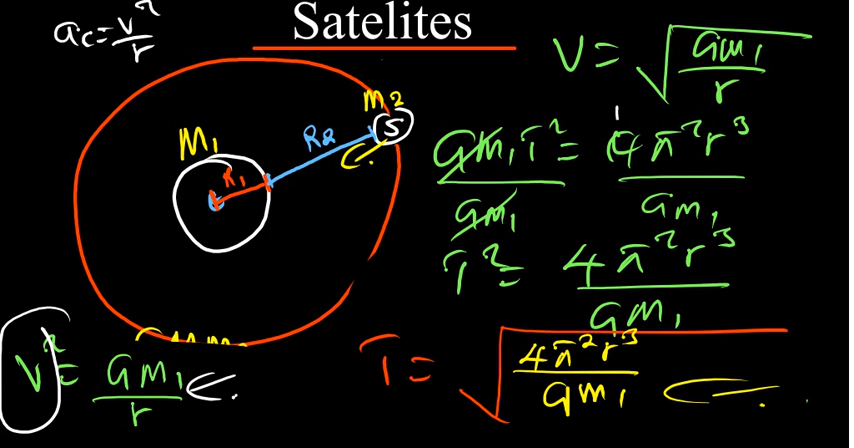 Satelites
ac = v²/r
V = √(Gm₁/r)
M₁
R₁
R2
M2
S
Gm₁T²/Gm₁ = 4π²r³/Gm₁
T² = 4π²r³/Gm₁
V² = Gm₁/r
T = √(4π²r³/Gm₁)